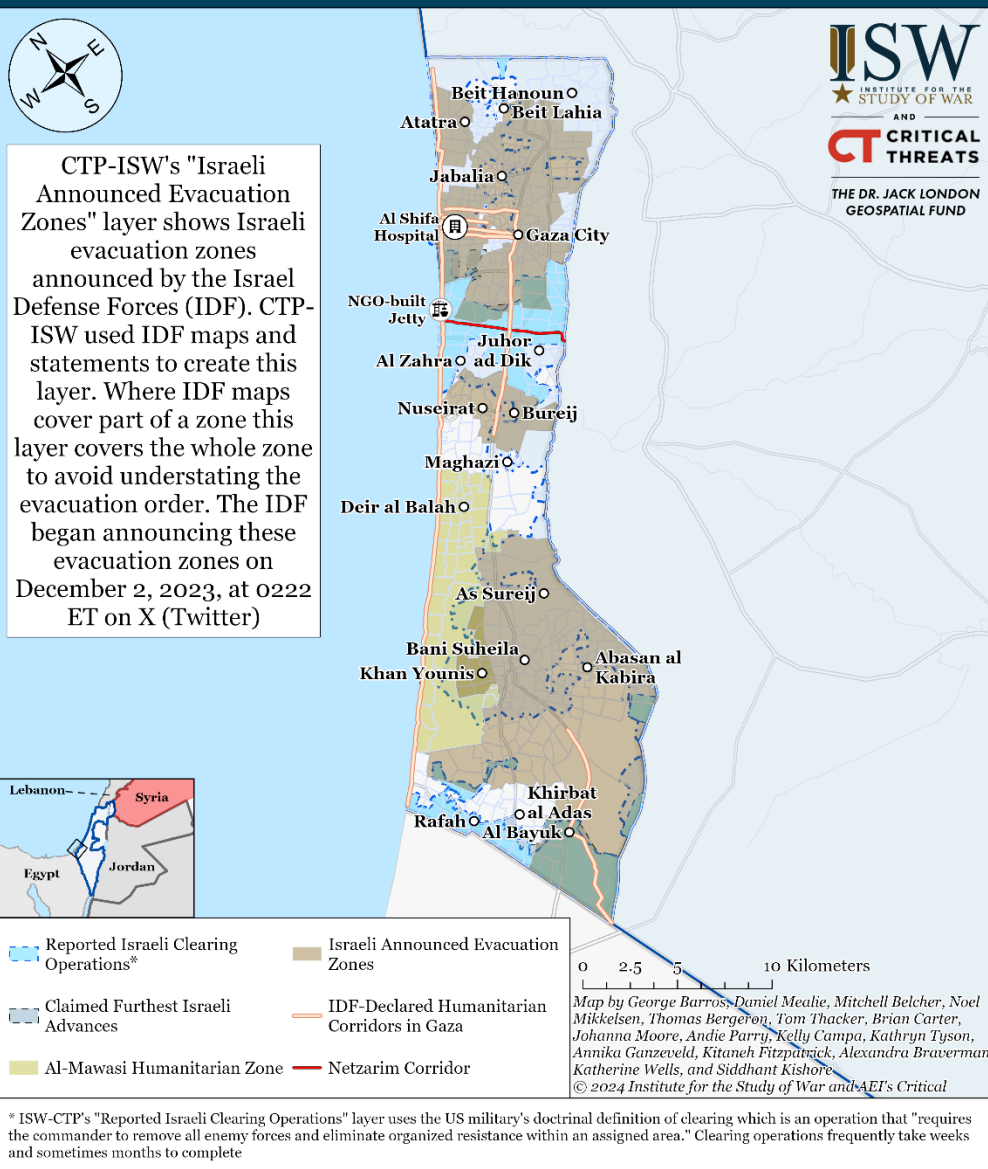 N
E
W
S
ISW
INSTITUTE FOR THE
STUDY OF WAR
AND
CT CRITICAL
THREATS
THE DR. JACK LONDON
GEOSPATIAL FUND
CTP-ISW's "Israeli
Announced Evacuation
Zones" layer shows Israeli
evacuation zones
announced by the Israel
Defense Forces (IDF). CTP-
ISW used IDF maps and
statements to create this
layer. Where IDF maps
cover part of a zone this
layer covers the whole zone
to avoid understating the
evacuation order. The IDF
began announcing these
evacuation zones on
December 2, 2023, at 0222
ET on X (Twitter)
Beit Hanoun
Beit Lahia
Atatra
Jabalia
Al Shifa
Hospital
Gaza City
NGO-built
Jetty
Juhor
ad Dik
Al Zahra
Nuseirat
Bureij
Maghazi
Deir al Balah
As Sureij
Bani Suheila
Khan Younis
Abasan al
Kabira
Khirbat
al Adas
Rafah
Al Bayuk
Lebanon
Syria
Egypt
Jordan
Reported Israeli Clearing
Operations*
Claimed Furthest Israeli
Advances
Al-Mawasi Humanitarian Zone
Israeli Announced Evacuation
Zones
IDF-Declared Humanitarian
Corridors in Gaza
Netzarim Corridor
0 2.5 5 10 Kilometers
Map by George Barros, Daniel Mealie, Mitchell Belcher, Noel
Mikkelsen, Thomas Bergeron, Tom Thacker, Brian Carter,
Johanna Moore, Andie Parry, Kelly Campa, Kathryn Tyson,
Annika Ganzeveld, Kitaneh Fitzpatrick, Alexandra Braverman
Katherine Wells, and Siddhant Kishore
© 2024 Institute for the Study of War and AEI's Critical
* ISW-CTP's "Reported Israeli Clearing Operations" layer uses the US military's doctrinal definition of clearing which is an operation that "requires
the commander to remove all enemy forces and eliminate organized resistance within an assigned area." Clearing operations frequently take weeks
and sometimes months to complete